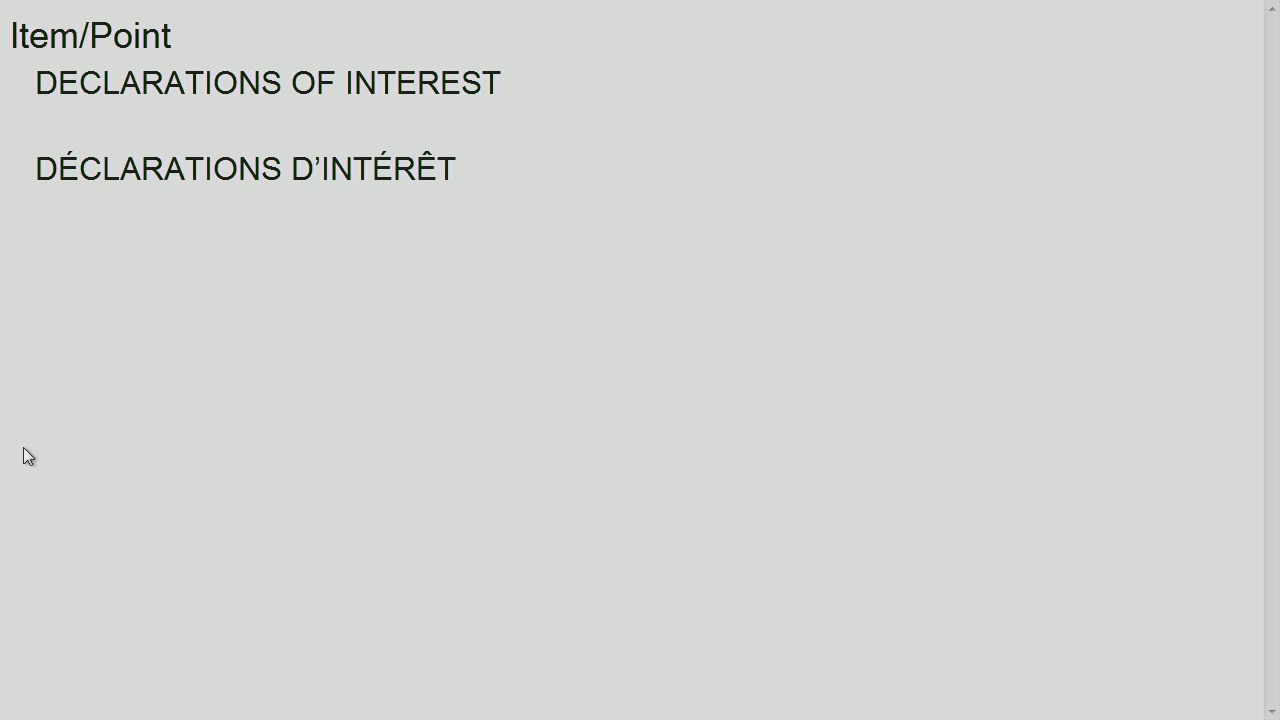 Item/Point
DECLARATIONS OF INTEREST
DÉCLARATIONS D’INTÉRÊT